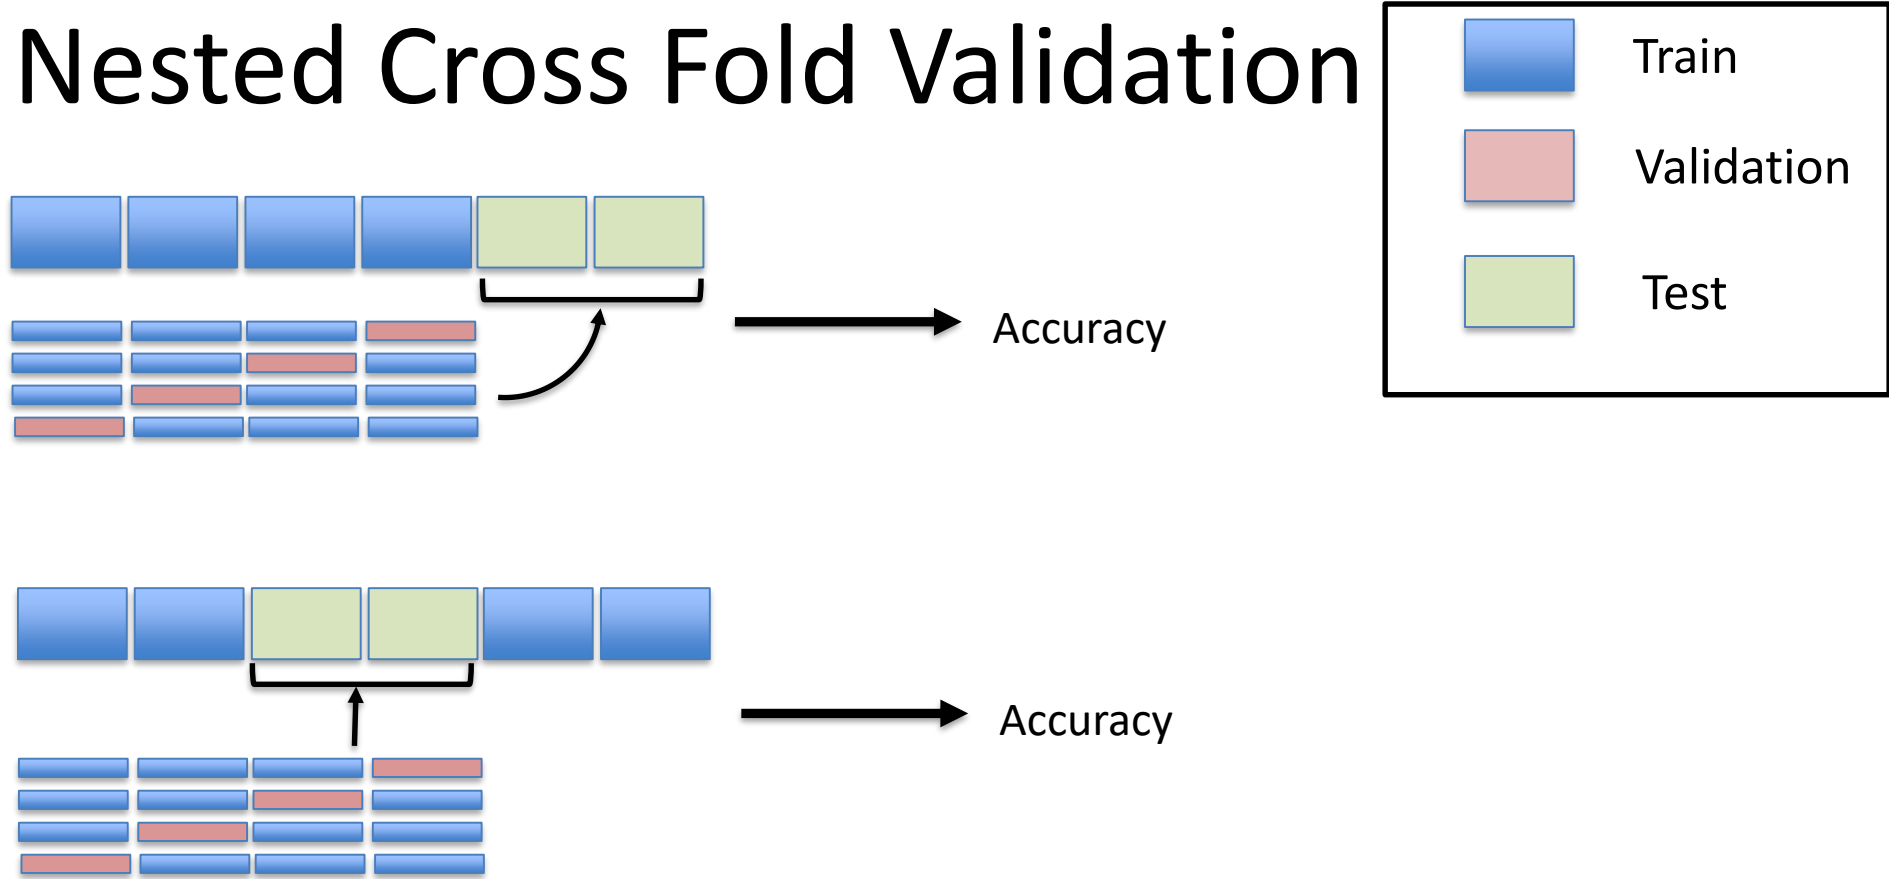 Nested Cross Fold Validation
Train
Validation
Test
Accuracy
Accuracy